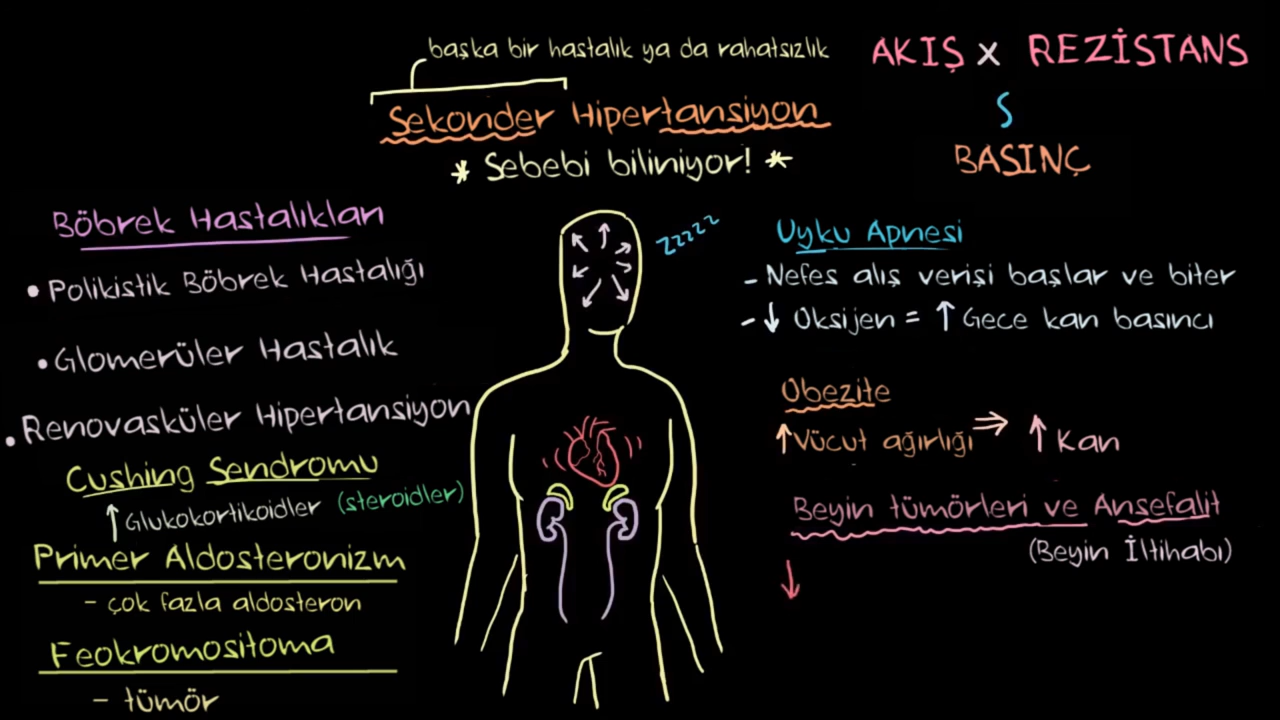 başka bir hastalık ya da rahatsızlık
Sekonder Hipertansiyon
* Sebebi biliniyor! *
AKIŞ x REZİSTANS
BASINÇ
Böbrek Hastalıkları
• Polikistik Böbrek Hastalığı
• Glomerüler Hastalık
• Renovasküler Hipertansiyon
Cushing Sendromu
↑ Glukokortikoidler (steroidler)
Primer Aldosteronizm
- çok fazla aldosteron
Feokromositoma
- tümör
zzzzz
Uyku Apnesi
- Nefes alış verişi başlar ve biter
- ↓ Oksijen = ↑ Gece kan basıncı
Obezite
↑ Vücut ağırlığı ⇒ ↑ Kan
Beyin tümörleri ve Ansefalit
(Beyin İltihabı)
↓